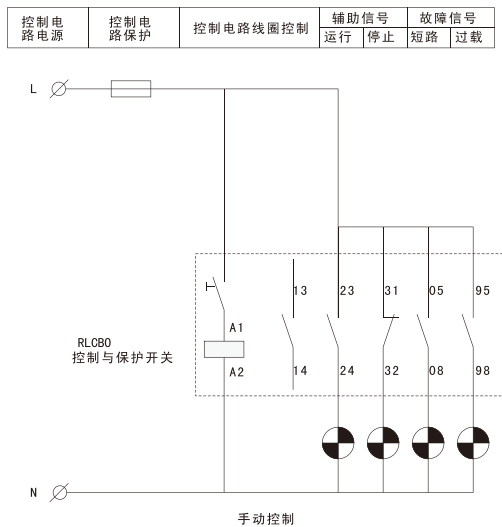 控制电
路电源
控制电
路保护
控制电路线圈控制
辅助信号
运行 停止
故障信号
短路 过载
L
13 23 31 05 95
A1
RLCBO
控制与保护开关
A2 14 24 32 08 98
N
手动控制